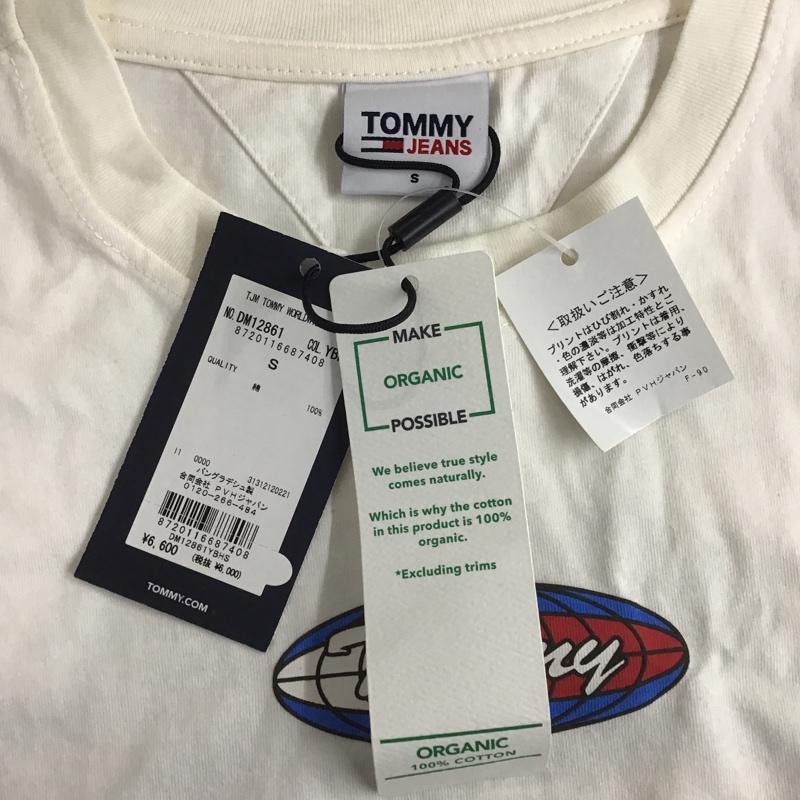 TOMMY
JEANS
S
TJM TOMMY
NO. DM12861 COL.
8720116687408
S
QUALITY
綿
100%
11 0000 31312120221
バングラデシュ製
合同会社 PVHジャパン
0120-266-484
8720116687408
DM12861YBHS
¥6,600 (税抜 ¥6,000)
TOMMY.COM
MAKE
ORGANIC
POSSIBLE
We believe true style
comes naturally.
Which is why the cotton
in this product is 100%
organic.
*Excluding trims
ORGANIC
100% COTTON
＜取扱いご注意＞
プリントはひび割れ・かすれ
・色の濃淡等は加工特性とご
理解下さい。プリントは着用、
洗濯等の摩擦、衝撃等により
損傷、はがれ、色落ちする事
があります。
合同会社 PVHジャパン F-90